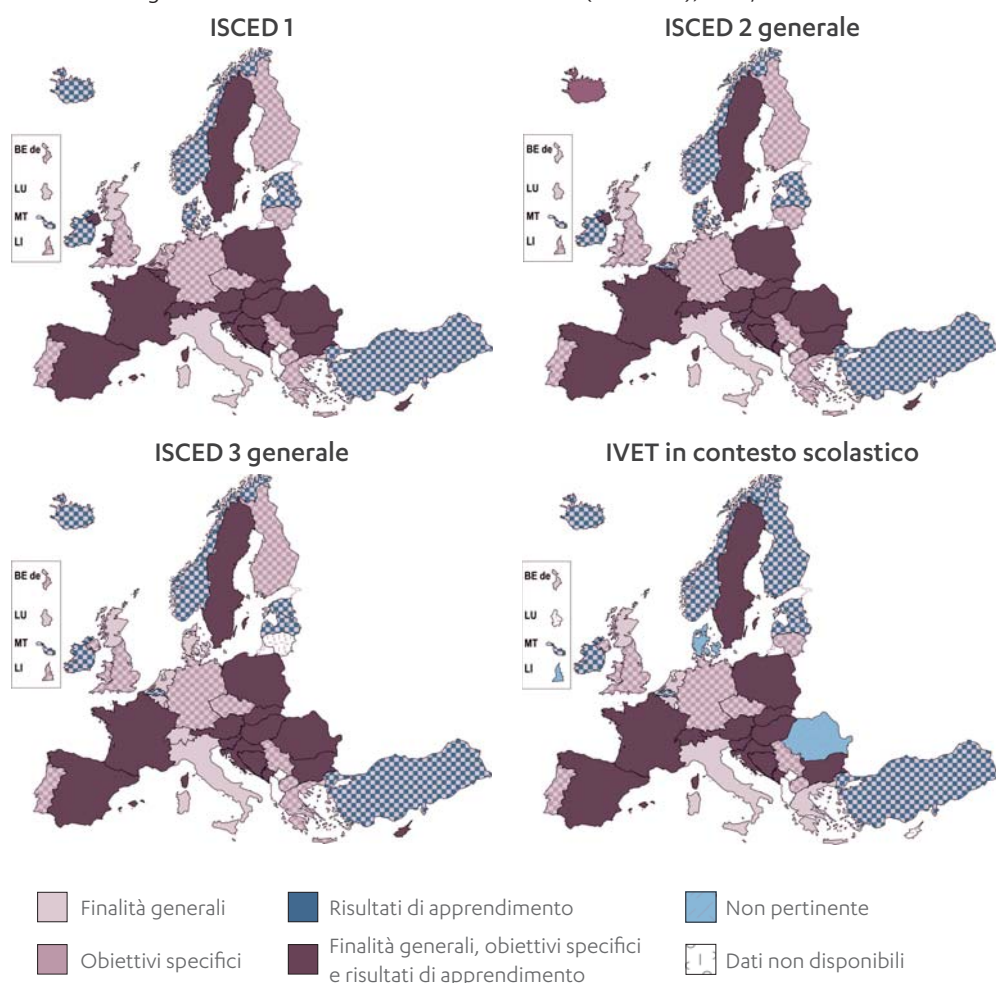 ISCED 1
ISCED 2 generale
BE de
LU
MT
LI
BE de
LU
MT
LI
ISCED 3 generale
IVET in contesto scolastico
BE de
LU
MT
LI
BE de
LU
MT
LI
Finalità generali
Risultati di apprendimento
Non pertinente
Obiettivi specifici
Finalità generali, obiettivi specifici
e risultati di apprendimento
Dati non disponibili